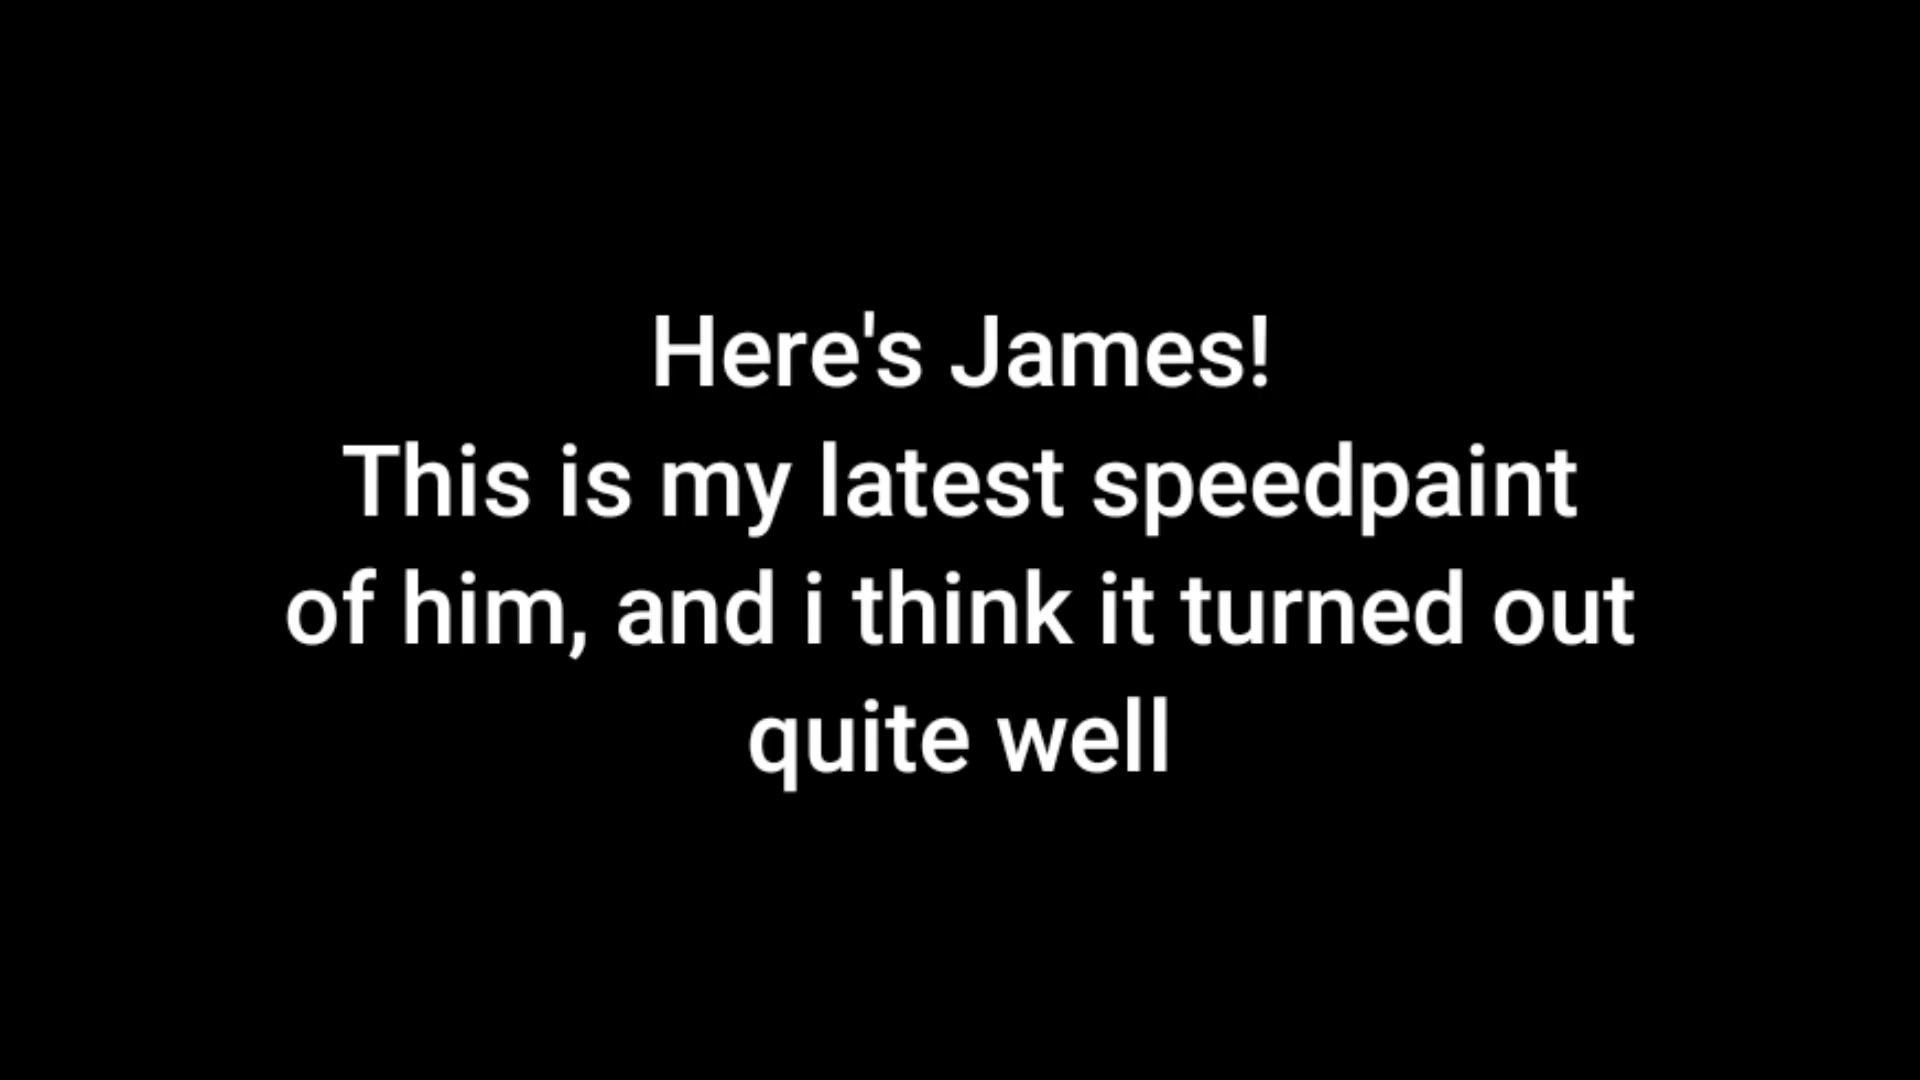 Here's James!
This is my latest speedpaint
of him, and i think it turned out
quite well